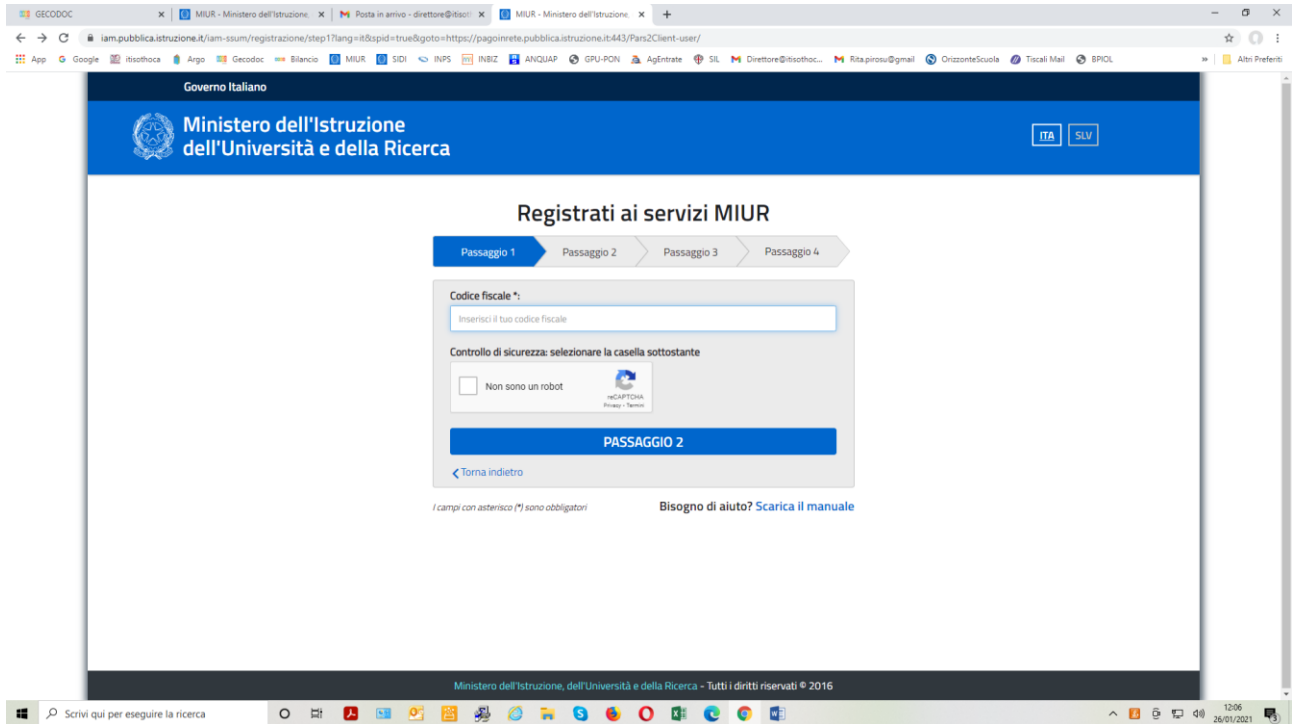 GECODOC
MIUR - Ministero dell'Istruzione,
Posta in arrivo - direttore@itisoth
MIUR - Ministero dell'Istruzione,
iam.pubblica.istruzione.it/iam-ssum/registrazione/step1?lang=it&spid=true&goto=https://pagoinrete.pubblica.istruzione.it:443/Pars2Client-user/
App Google itisothoca Argo Gecodoc Bilancio MIUR SIDI INPS INBIZ ANQUAP GPU-PON AgEntrate SIL Direttore@itisothoc... Rita.pirosu@gmail OrizzonteScuola Tiscali Mail BPIOL » Altri Preferiti
Governo Italiano
Ministero dell'Istruzione
dell'Università e della Ricerca
ITA SLV
Registrati ai servizi MIUR
Passaggio 1 Passaggio 2 Passaggio 3 Passaggio 4
Codice fiscale *:
Inserisci il tuo codice fiscale
Controllo di sicurezza: selezionare la casella sottostante
Non sono un robot
reCAPTCHA
Privacy - Termini
PASSAGGIO 2
Torna indietro
I campi con asterisco (*) sono obbligatori
Bisogno di aiuto? Scarica il manuale
Ministero dell'Istruzione, dell'Università e della Ricerca - Tutti i diritti riservati © 2016
Scrivi qui per eseguire la ricerca
12:06
26/01/2021